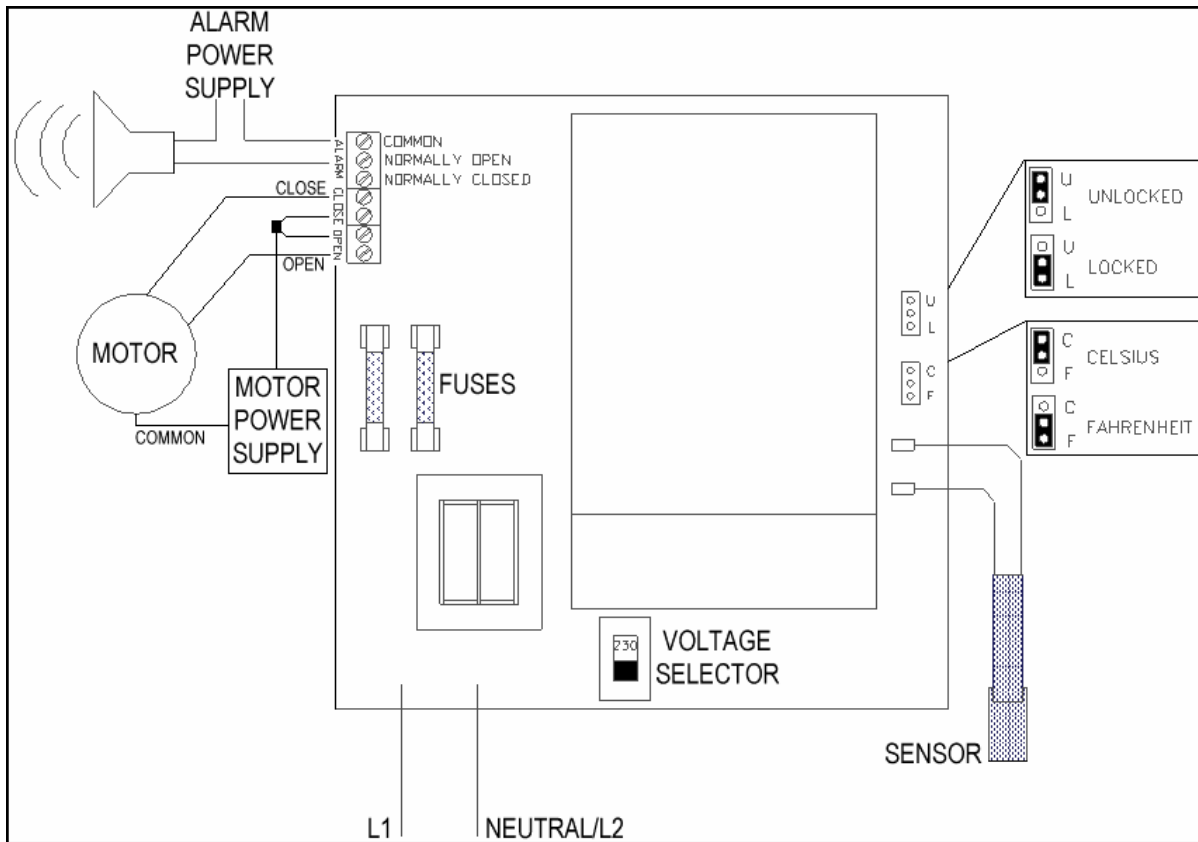 ALARM
POWER
SUPPLY
ALARM
COMMON
NORMALLY OPEN
NORMALLY CLOSED
CLOSE
CLOSE
OPEN
OPEN
MOTOR
MOTOR
POWER
SUPPLY
COMMON
FUSES
U
L
C
F
U
L
UNLOCKED
U
L
LOCKED
C
F
CELSIUS
C
F
FAHRENHEIT
230
VOLTAGE
SELECTOR
SENSOR
L1
NEUTRAL/L2